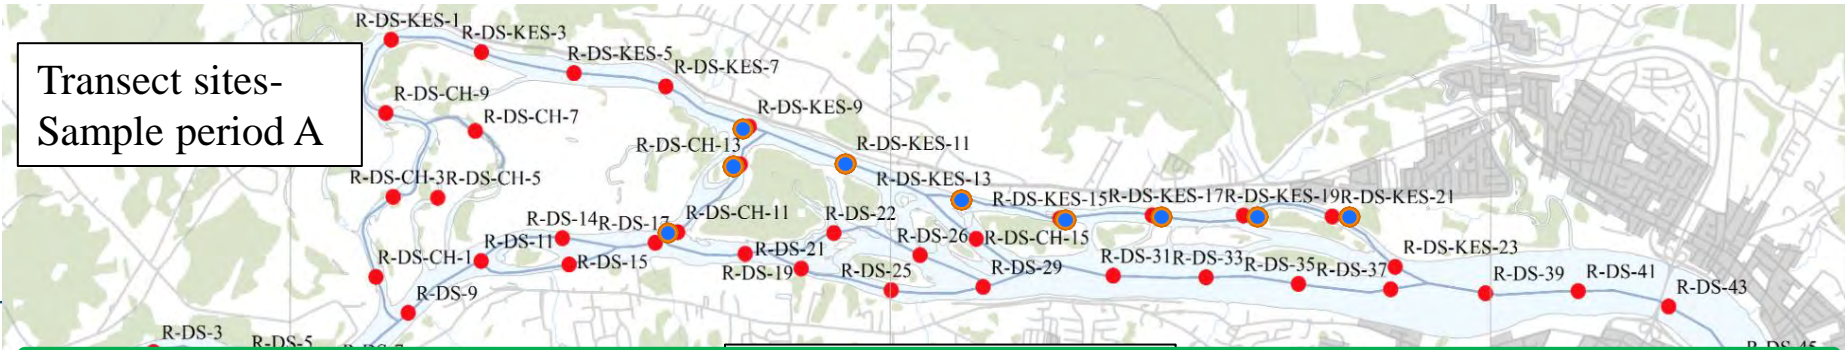 R-DS-KES-1
R-DS-KES-3
R-DS-KES-5
R-DS-KES-7
Transect sites-
Sample period A
R-DS-CH-9
R-DS-CH-7
R-DS-KES-9
R-DS-CH-13
R-DS-KES-11
R-DS-CH-3
R-DS-CH-5
R-DS-KES-13
R-DS-KES-15
R-DS-KES-17
R-DS-KES-19
R-DS-KES-21
R-DS-14
R-DS-17
R-DS-CH-11
R-DS-22
R-DS-11
R-DS-26
R-DS-CH-15
R-DS-CH-1
R-DS-15
R-DS-21
R-DS-19
R-DS-25
R-DS-29
R-DS-31
R-DS-33
R-DS-35
R-DS-37
R-DS-KES-23
R-DS-39
R-DS-41
R-DS-43
R-DS-9
R-DS-3
R-DS-5